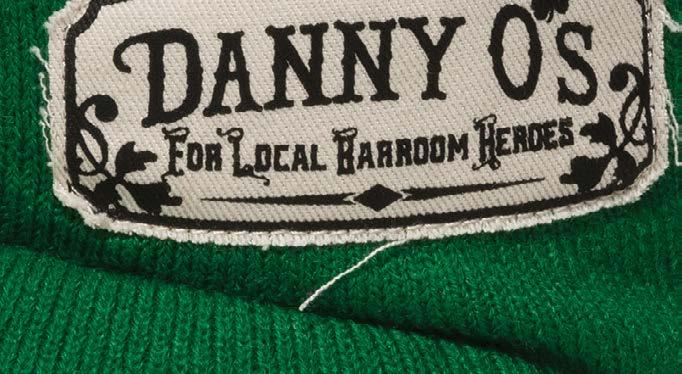 DANNY O'S
FOR LOCAL BARROOM HEROES